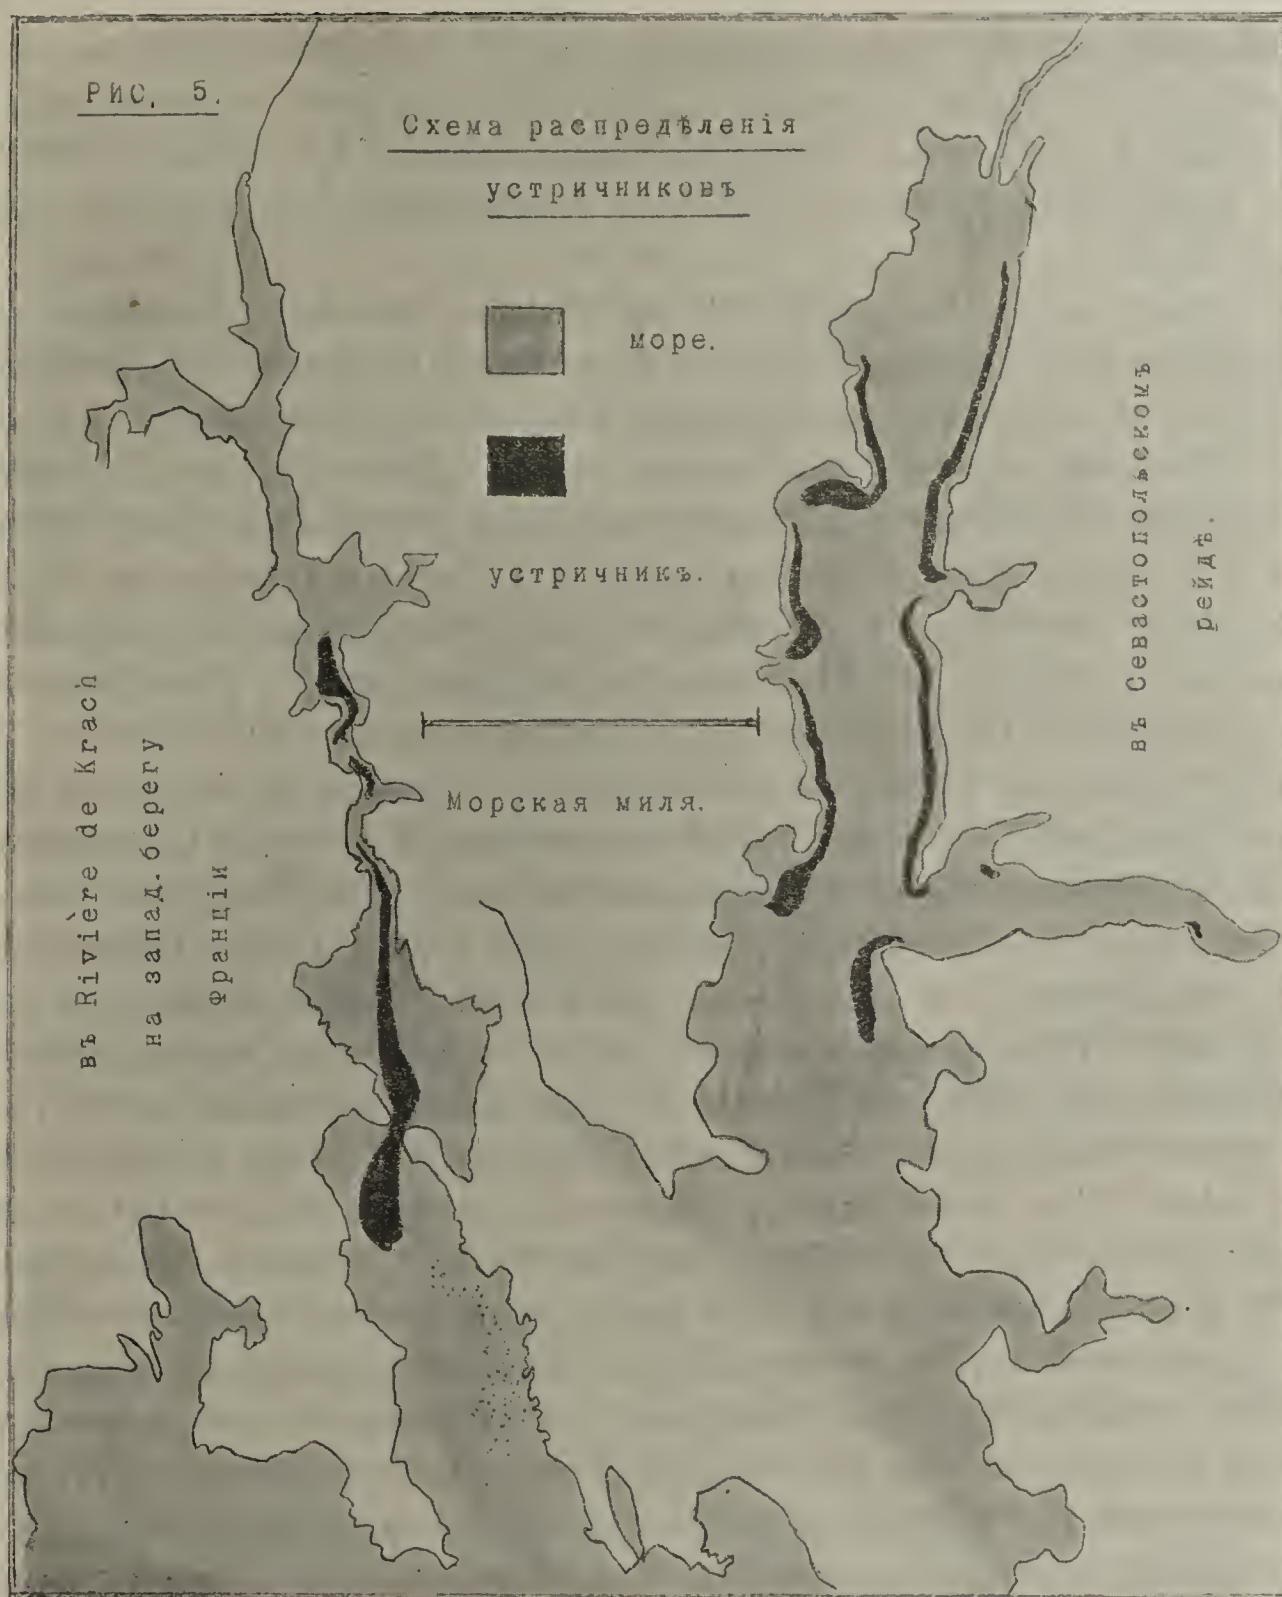 РИС. 5.
Схема распредѣленія
устричниковъ
море.
устричникъ.
Морская миля.
въ Rivière de Krach
на запад. берегу
Франціи
въ Севастопольскомъ
рейдѣ.